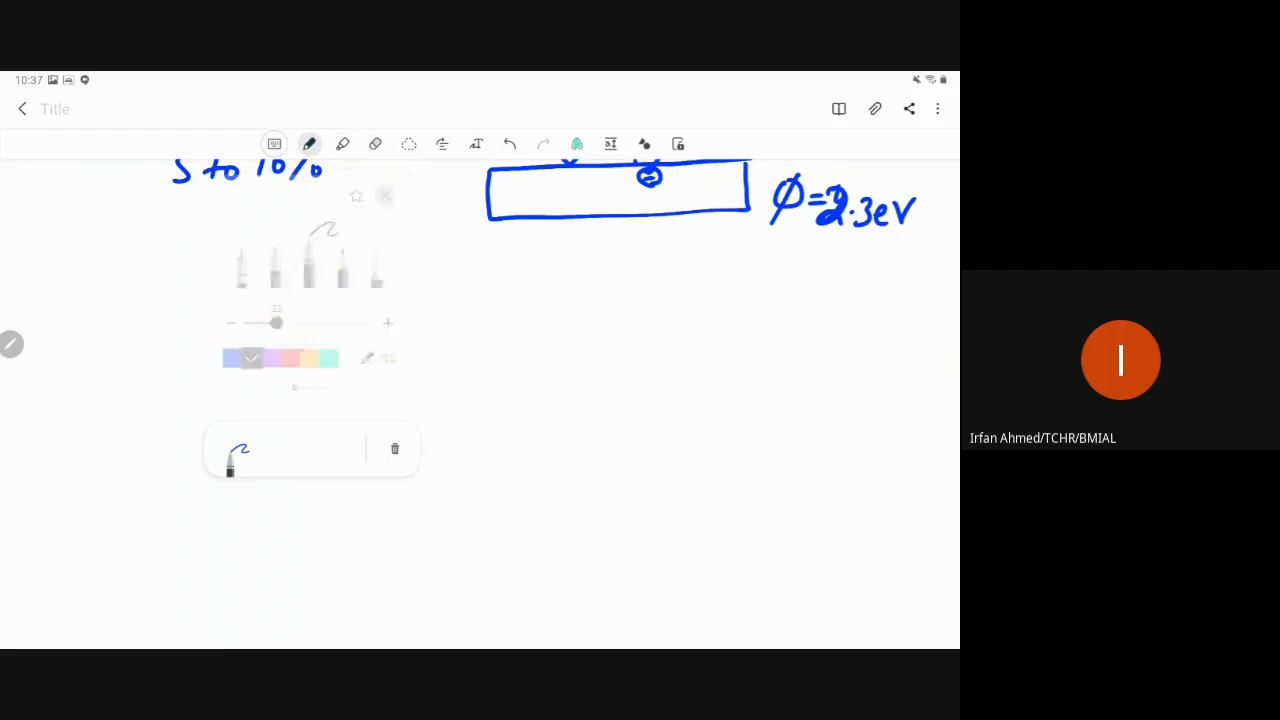 10:37
Title
5 to 10%
φ=2.3eV
I
Irfan Ahmed/TCHR/BMIAL